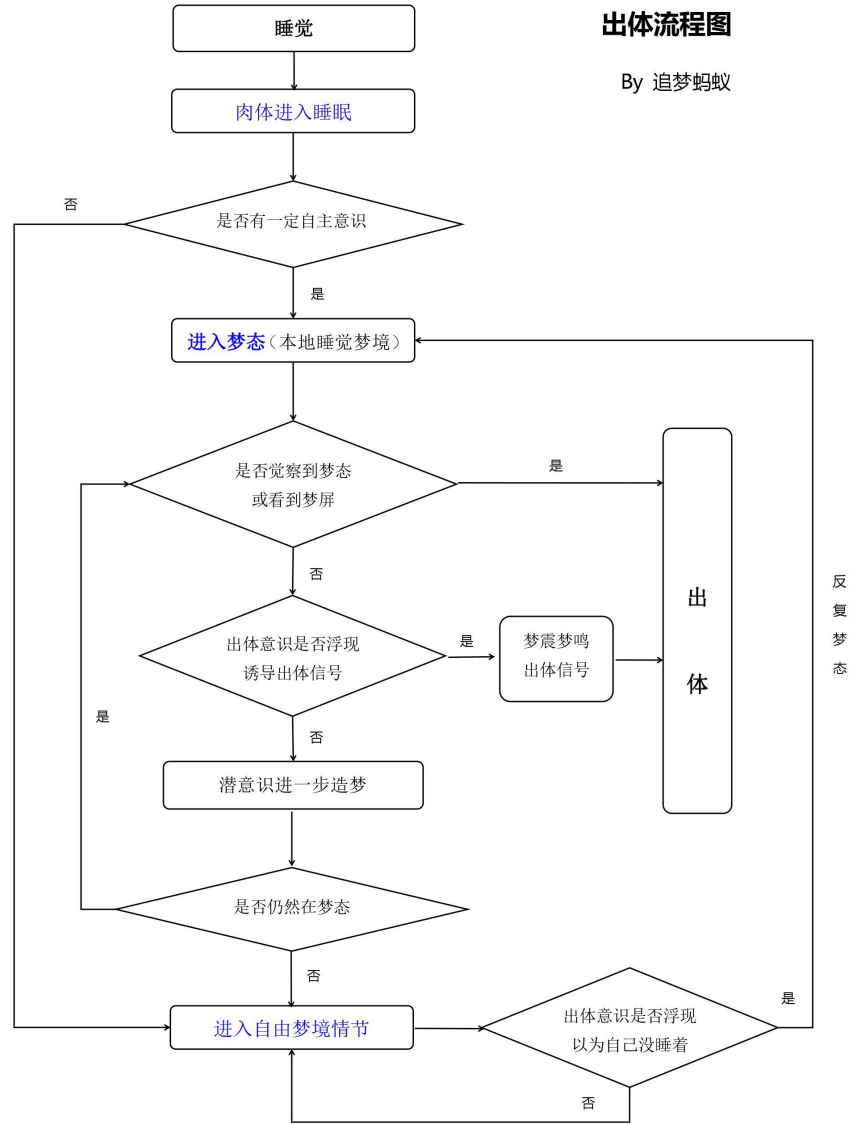 出体流程图
By 追梦蚂蚁
睡觉
肉体进入睡眠
否
是否有一定自主意识
是
进入梦态（本地睡觉梦境）
是否觉察到梦态
或看到梦屏
是
否
出体意识是否浮现
诱导出体信号
是
梦震梦鸣
出体信号
出
体
反
复
梦
态
是
否
潜意识进一步造梦
是否仍然在梦态
否
进入自由梦境情节
出体意识是否浮现
以为自己没睡着
是
否